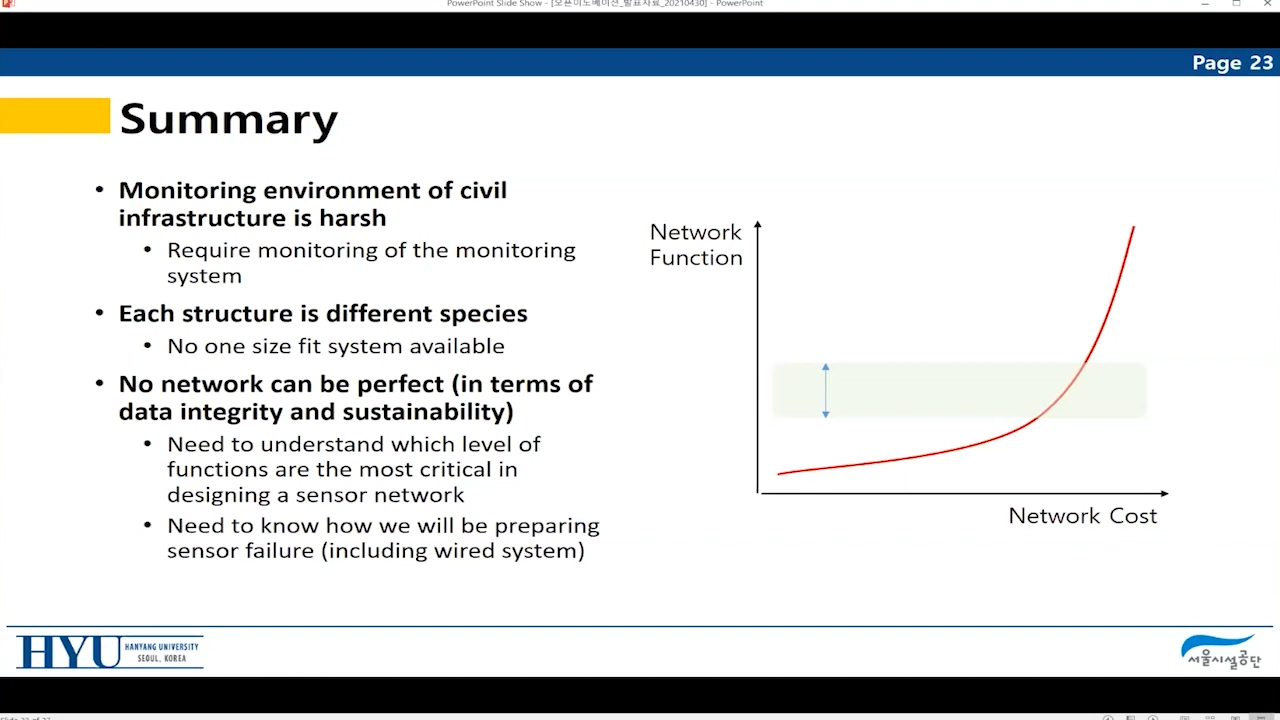 PowerPoint Slide Show - [오픈이노베이션_발표자료_20210430] - PowerPoint
Page 23
Summary
• Monitoring environment of civil
infrastructure is harsh
• Require monitoring of the monitoring
system
• Each structure is different species
• No one size fit system available
• No network can be perfect (in terms of
data integrity and sustainability)
• Need to understand which level of
functions are the most critical in
designing a sensor network
• Need to know how we will be preparing
sensor failure (including wired system)
Network
Function
Network Cost
HYU
HANYANG UNIVERSITY
SEOUL, KOREA
서울시설공단